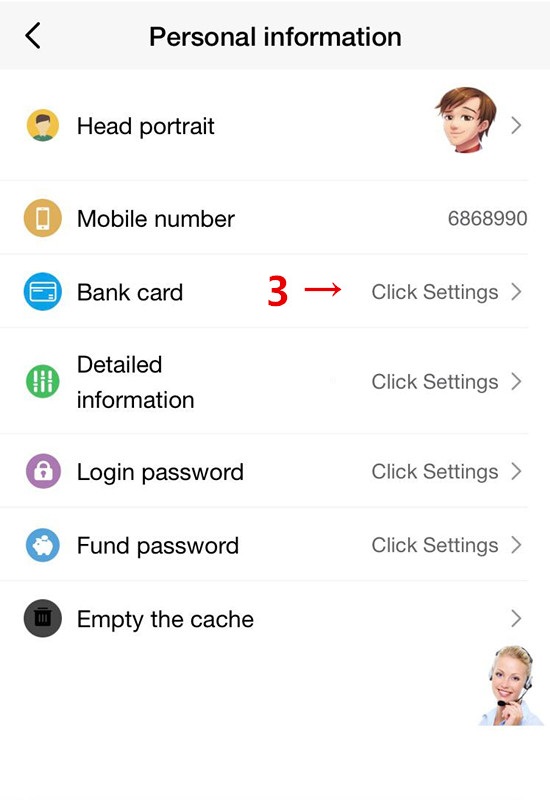 Personal information
Head portrait
Mobile number 6868990
Bank card 3 → Click Settings
Detailed
information
Click Settings
Login password Click Settings
Fund password Click Settings
Empty the cache